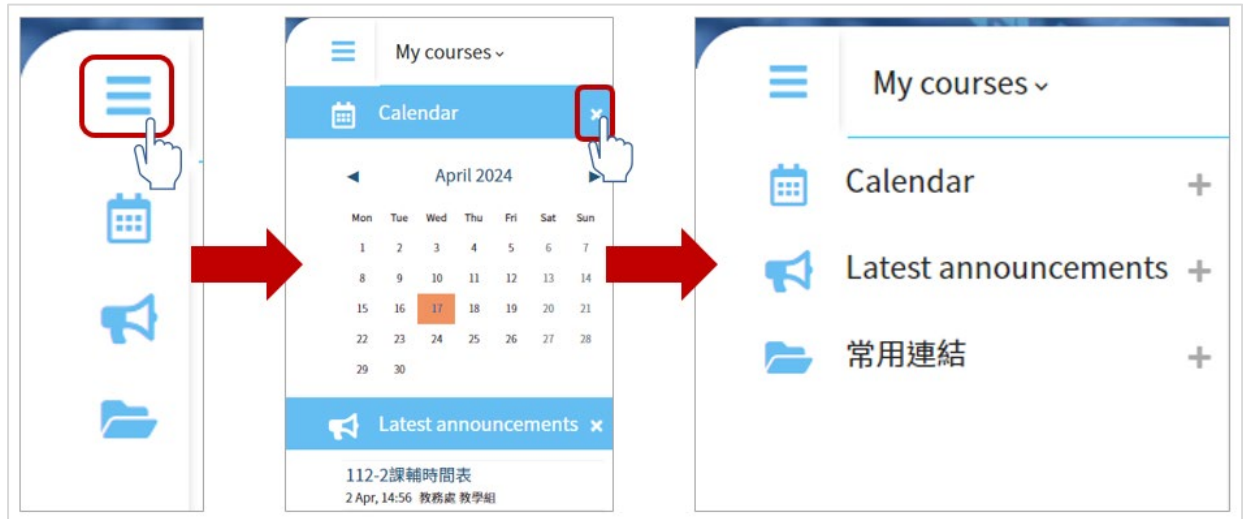 My courses
Calendar
April 2024
Mon Tue Wed Thu Fri Sat Sun
1 2 3 4 5 6 7
8 9 10 11 12 13 14
15 16 17 18 19 20 21
22 23 24 25 26 27 28
29 30
Latest announcements
112-2課輔時間表
2 Apr, 14:56 教務處 教學組
My courses
Calendar
Latest announcements
常用連結